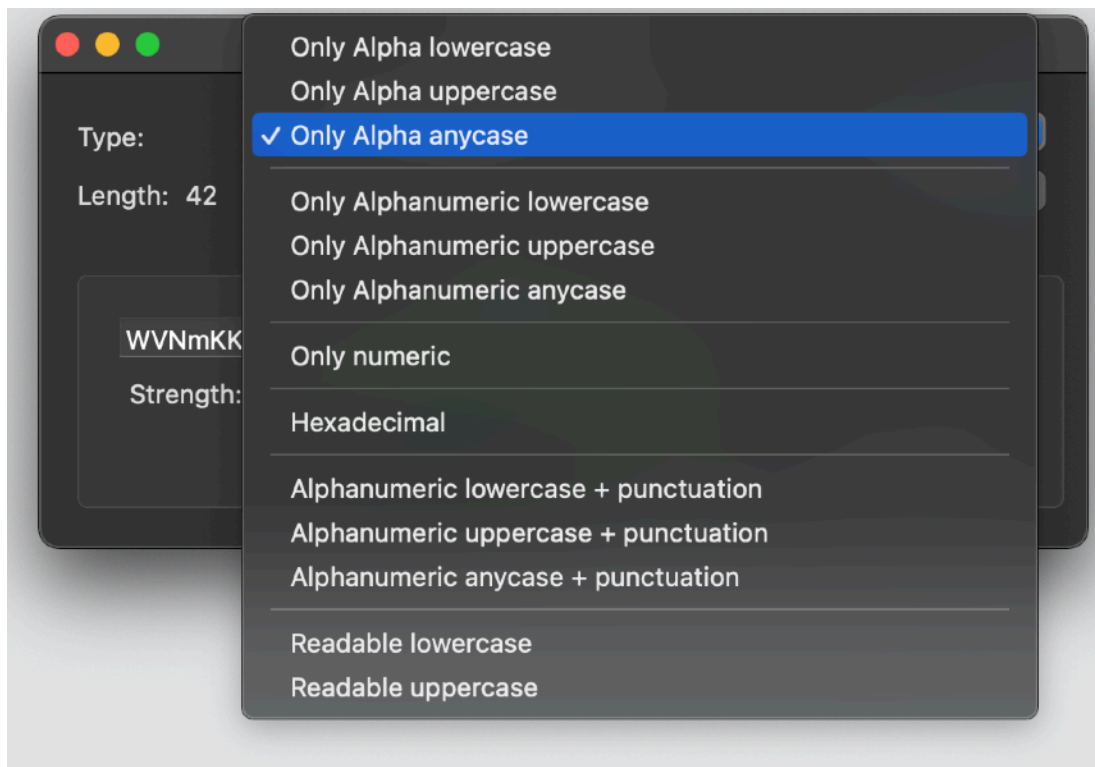 Only Alpha lowercase
Only Alpha uppercase
Type:
✓ Only Alpha anycase
Length: 42
Only Alphanumeric lowercase
Only Alphanumeric uppercase
Only Alphanumeric anycase
WVNmKK
Only numeric
Strength:
Hexadecimal
Alphanumeric lowercase + punctuation
Alphanumeric uppercase + punctuation
Alphanumeric anycase + punctuation
Readable lowercase
Readable uppercase